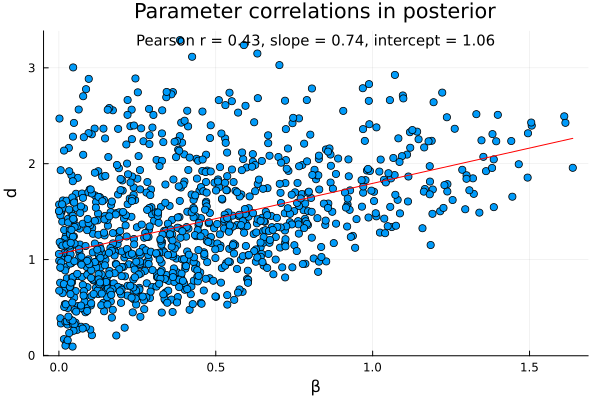 Parameter correlations in posterior
Pearson r = 0.43, slope = 0.74, intercept = 1.06
3
2
d
1
0
0.0 0.5 1.0 1.5
β